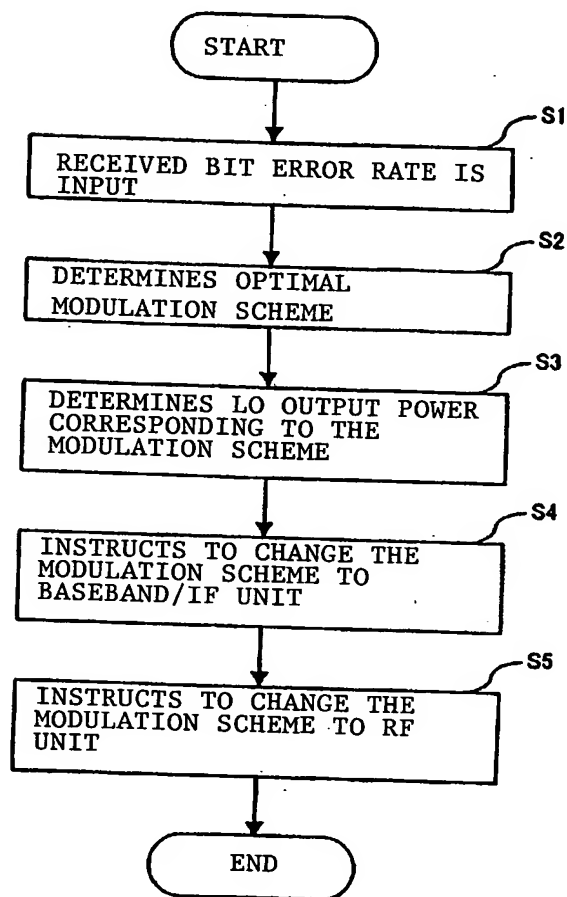 START
S1
RECEIVED BIT ERROR RATE IS
INPUT
S2
DETERMINES OPTIMAL
MODULATION SCHEME
S3
DETERMINES LO OUTPUT POWER
CORRESPONDING TO THE
MODULATION SCHEME
S4
INSTRUCTS TO CHANGE THE
MODULATION SCHEME TO
BASEBAND/IF UNIT
S5
INSTRUCTS TO CHANGE THE
MODULATION SCHEME TO RF
UNIT
END